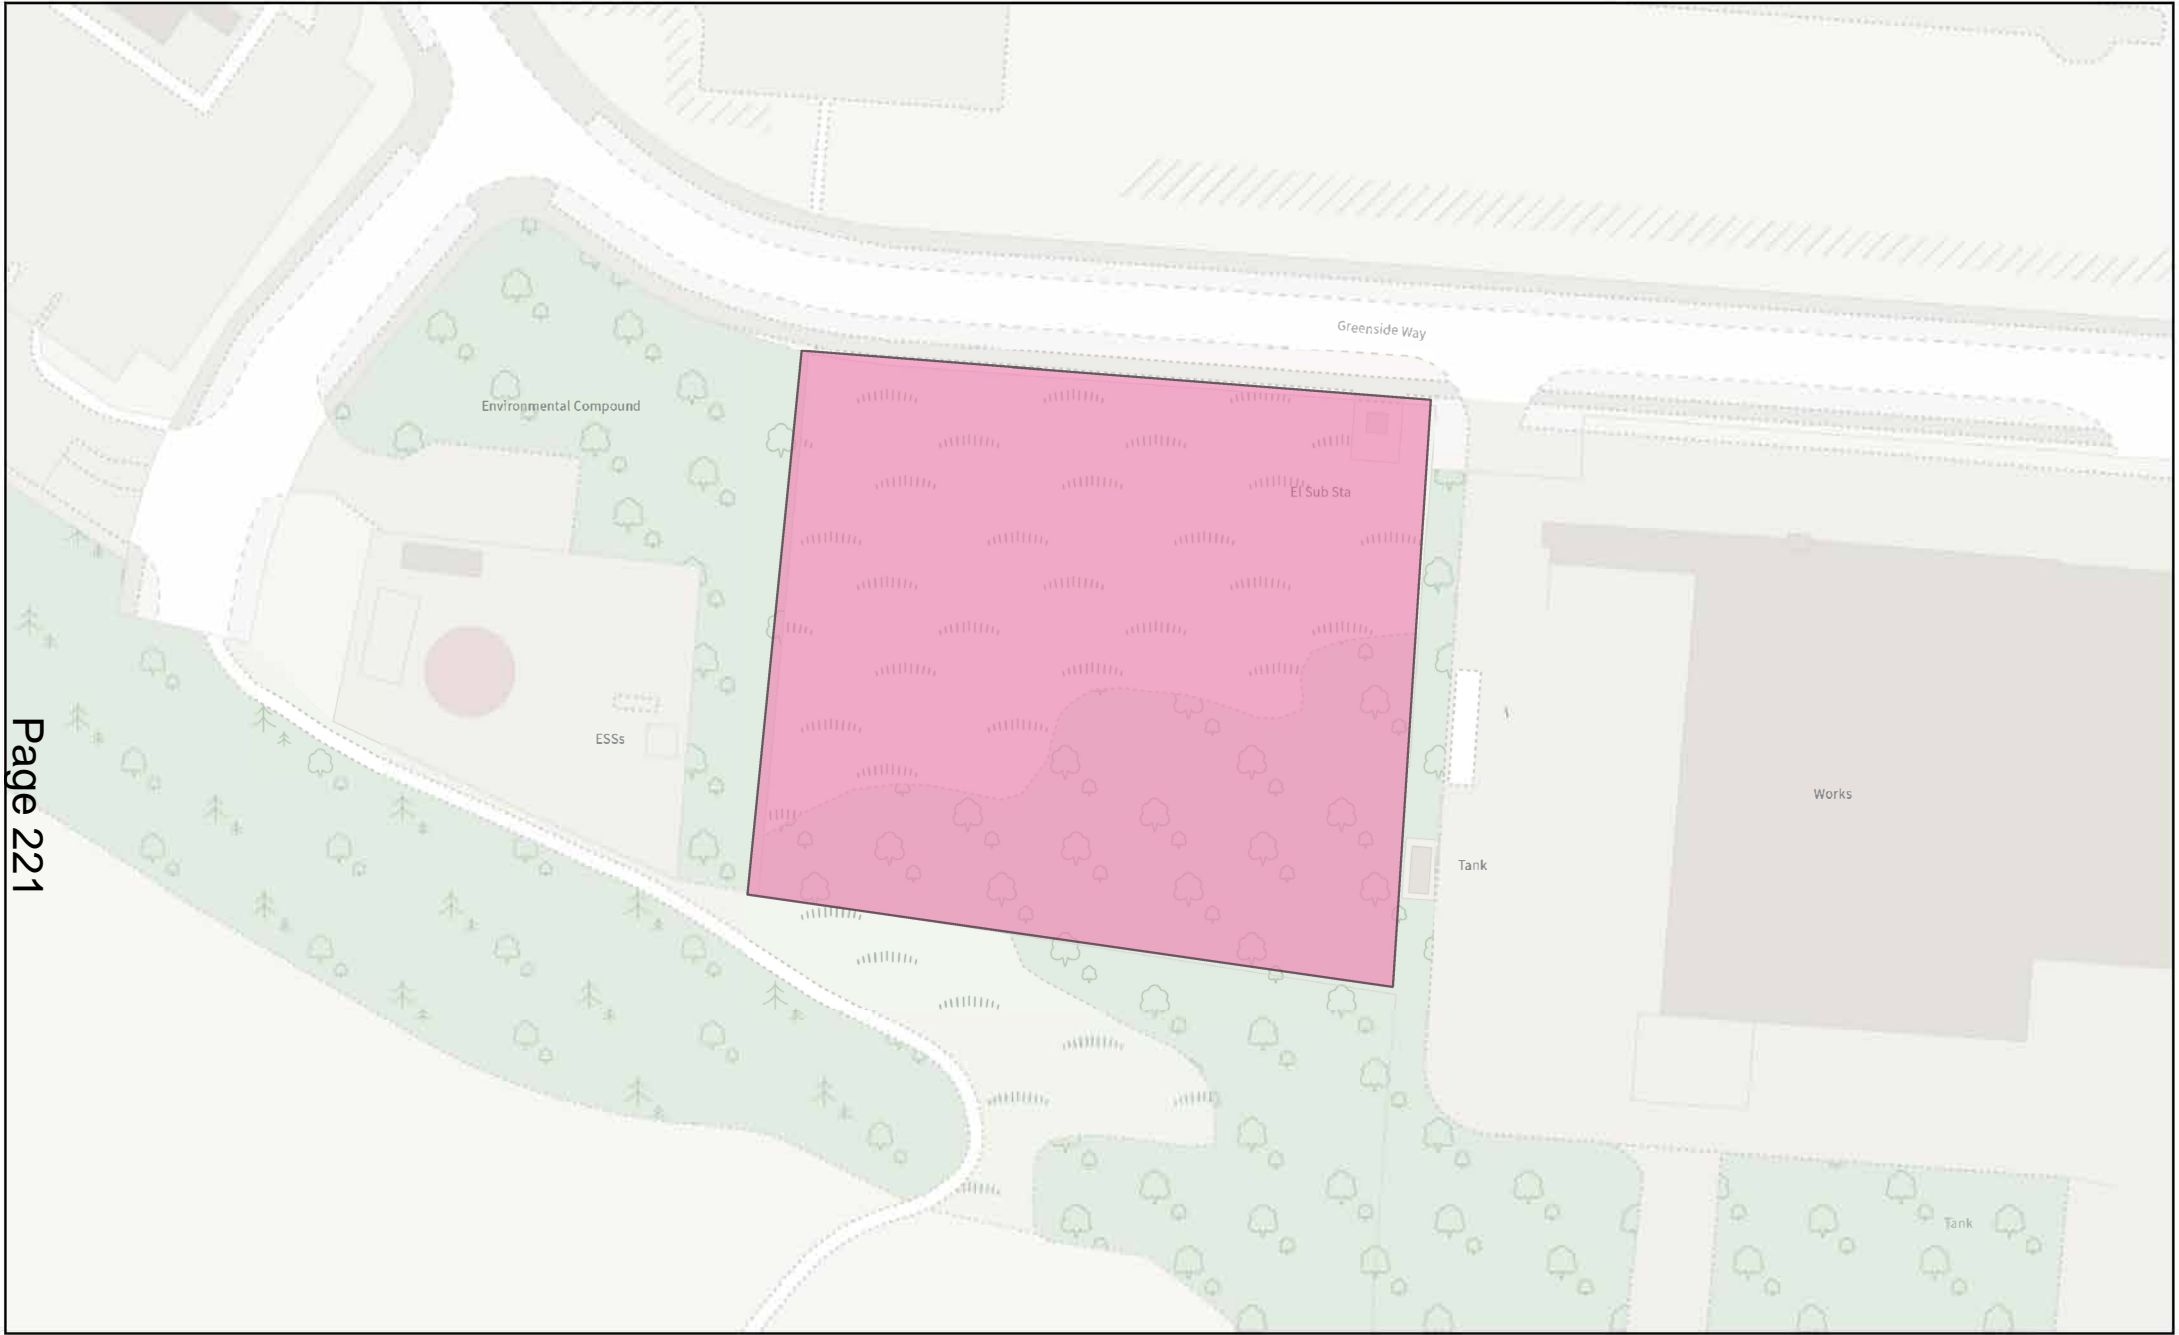 Greenside Way
Environmental Compound
El Sub Sta
ESSs
Works
Tank
Tank
Page 221